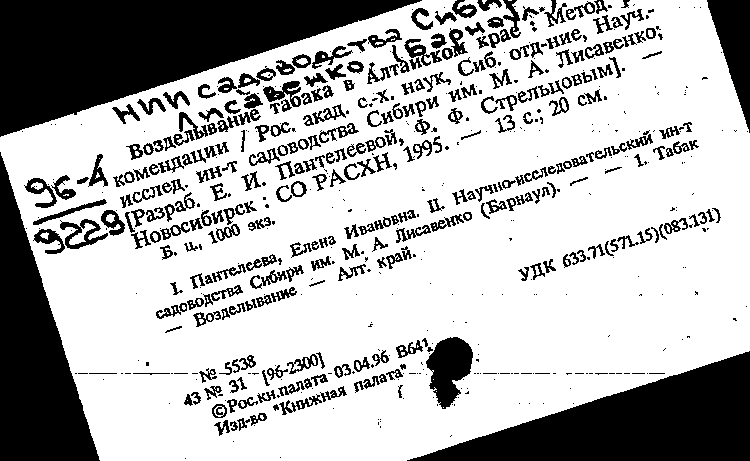 НИИ садоводства Сибир
Лисавенко. (Барнаул.)
96-4
9229
Возделывание табака в Алтайском крае : Метод. р
комендации / Рос. акад. с.-х. наук, Сиб. отд-ние, Науч.-
исслед. ин-т садоводства Сибири им. М. А. Лисавенко;
[Разраб. Е. И. Пантелеевой, Ф. Ф. Стрельцовым]. —
Новосибирск : СО РАСХН, 1995. — 13 с.; 20 см.
Б. ц., 1000 экз.
I. Пантелеева, Елена Ивановна. II. Научно-исследовательский ин-т
садоводства Сибири им. М. А. Лисавенко (Барнаул). — — 1. Табак
— Возделывание — Алт. край.
УДК 633.71(571.15)(083.131)
№ 5538
43 № 31 [96-2300]
©Рос.кн.палата 03.04.96 В641
Изд-во "Книжная палата"